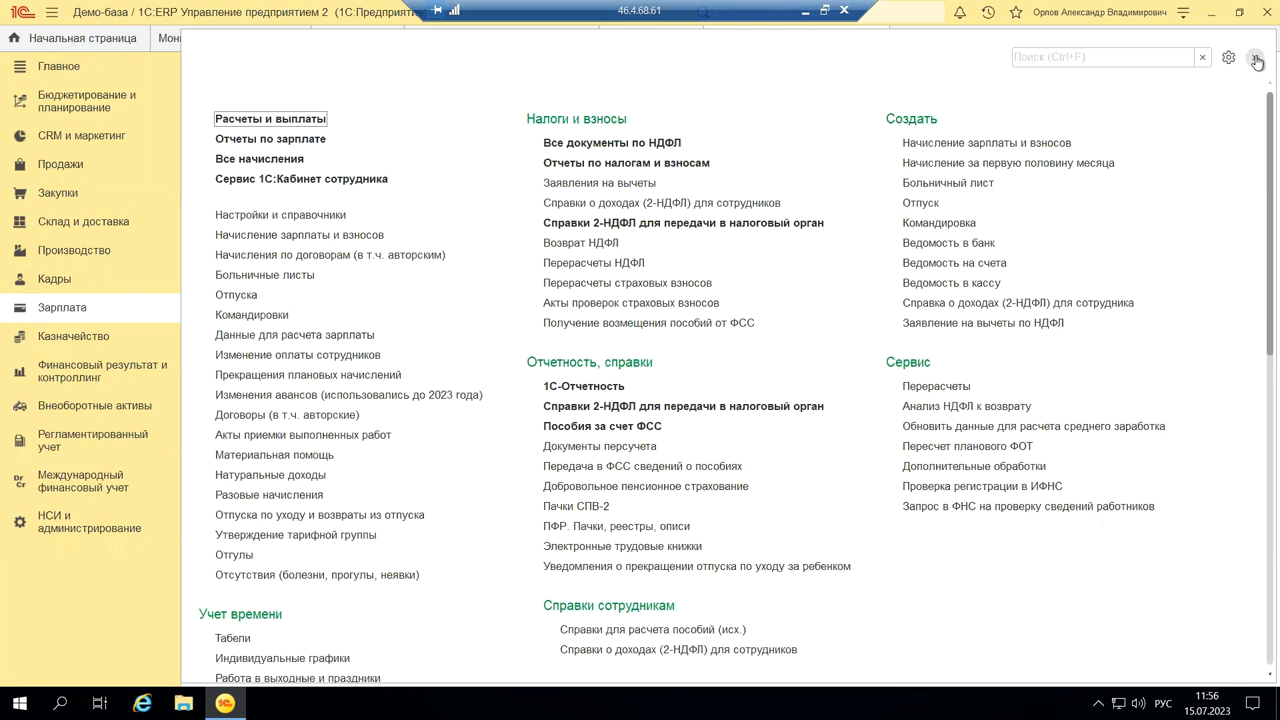 Демо-база / 1С:ERP Управление предприятием 2 (1С:Предприятие
46.4.68.61
Орлов Александр Владимирович
Начальная страница
Мон
Поиск (Ctrl+F)
Главное
Бюджетирование и
планирование
CRM и маркетинг
Продажи
Закупки
Склад и доставка
Производство
Кадры
Зарплата
Казначейство
Финансовый результат и
контроллинг
Внеоборотные активы
Регламентированный
учет
Международный
финансовый учет
НСИ и
администрирование
Расчеты и выплаты
Отчеты по зарплате
Все начисления
Сервис 1С:Кабинет сотрудника
Настройки и справочники
Начисление зарплаты и взносов
Начисления по договорам (в т.ч. авторским)
Больничные листы
Отпуска
Командировки
Данные для расчета зарплаты
Изменение оплаты сотрудников
Прекращения плановых начислений
Изменения авансов (использовались до 2023 года)
Договоры (в т.ч. авторские)
Акты приемки выполненных работ
Материальная помощь
Натуральные доходы
Разовые начисления
Отпуска по уходу и возвраты из отпуска
Утверждение тарифной группы
Отгулы
Отсутствия (болезни, прогулы, неявки)
Учет времени
Табели
Индивидуальные графики
Работа в выходные и праздники
Налоги и взносы
Все документы по НДФЛ
Отчеты по налогам и взносам
Заявления на вычеты
Справки о доходах (2-НДФЛ) для сотрудников
Справки 2-НДФЛ для передачи в налоговый орган
Возврат НДФЛ
Перерасчеты НДФЛ
Перерасчеты страховых взносов
Акты проверок страховых взносов
Получение возмещения пособий от ФСС
Отчетность, справки
1С-Отчетность
Справки 2-НДФЛ для передачи в налоговый орган
Пособия за счет ФСС
Документы персучета
Передача в ФСС сведений о пособиях
Добровольное пенсионное страхование
Пачки СПВ-2
ПФР. Пачки, реестры, описи
Электронные трудовые книжки
Уведомления о прекращении отпуска по уходу за ребенком
Справки сотрудникам
Справки для расчета пособий (исх.)
Справки о доходах (2-НДФЛ) для сотрудников
Создать
Начисление зарплаты и взносов
Начисление за первую половину месяца
Больничный лист
Отпуск
Командировка
Ведомость в банк
Ведомость на счета
Ведомость в кассу
Справка о доходах (2-НДФЛ) для сотрудника
Заявление на вычеты по НДФЛ
Сервис
Перерасчеты
Анализ НДФЛ к возврату
Обновить данные для расчета среднего заработка
Пересчет планового ФОТ
Дополнительные обработки
Проверка регистрации в ИФНС
Запрос в ФНС на проверку сведений работников
РУС
11:56
15.07.2023